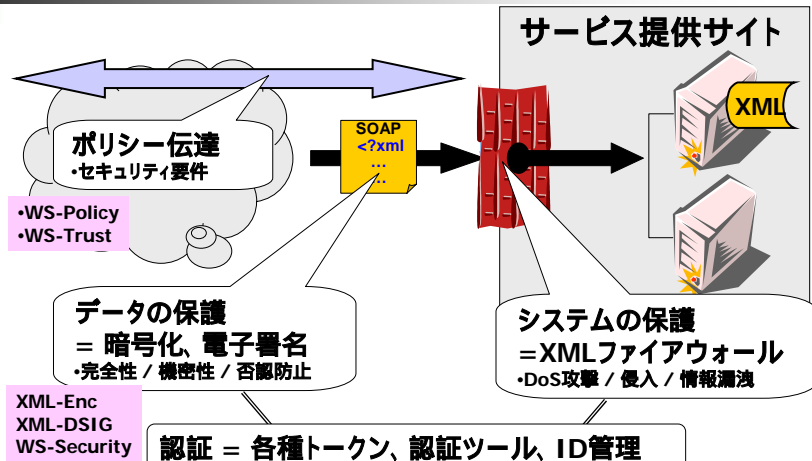 サービス提供サイト
XML
SOAP
<?xml
…
..
ポリシー伝達
•セキュリティ要件
•WS-Policy
•WS-Trust
データの保護
= 暗号化、電子署名
•完全性 / 機密性 / 否認防止
システムの保護
=XMLファイアウォール
•DoS攻撃 / 侵入 / 情報漏洩
XML-Enc
XML-DSIG
WS-Security
認証 = 各種トークン、認証ツール、ID管理